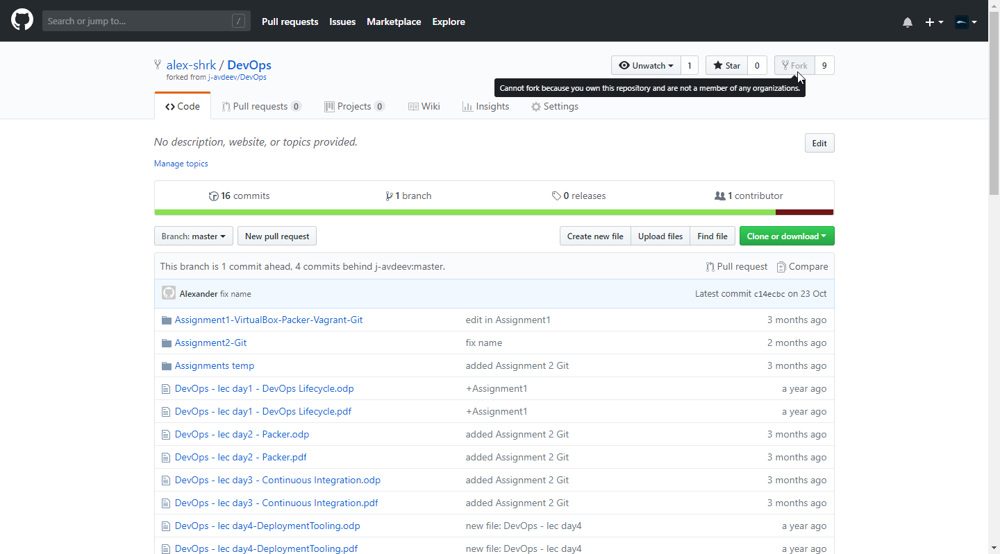 Search or jump to... / Pull requests Issues Marketplace Explore
alex-shrk / DevOps Unwatch 1 Star 0 Fork 9
forked from j-avdeev/DevOps
Cannot fork because you own this repository and are not a member of any organizations.
Code Pull requests 0 Projects 0 Wiki Insights Settings
No description, website, or topics provided. Edit
Manage topics
16 commits 1 branch 0 releases 1 contributor
Branch: master New pull request Create new file Upload files Find file Clone or download
This branch is 1 commit ahead, 4 commits behind j-avdeev:master. Pull request Compare
Alexander fix name Latest commit c14ecbc on 23 Oct
Assignment1-VirtualBox-Packer-Vagrant-Git edit in Assignment1 3 months ago
Assignment2-Git fix name 2 months ago
Assignments temp added Assignment 2 Git 3 months ago
DevOps - lec day1 - DevOps Lifecycle.odp +Assignment1 a year ago
DevOps - lec day1 - DevOps Lifecycle.pdf +Assignment1 a year ago
DevOps - lec day2 - Packer.odp added Assignment 2 Git 3 months ago
DevOps - lec day2 - Packer.pdf added Assignment 2 Git 3 months ago
DevOps - lec day3 - Continuous Integration.odp added Assignment 2 Git 3 months ago
DevOps - lec day3 - Continuous Integration.pdf added Assignment 2 Git 3 months ago
DevOps - lec day4-DeploymentTooling.odp new file: DevOps - lec day4 a year ago
DevOps - lec day4-DeploymentTooling.pdf new file: DevOps - lec day4 a year ago